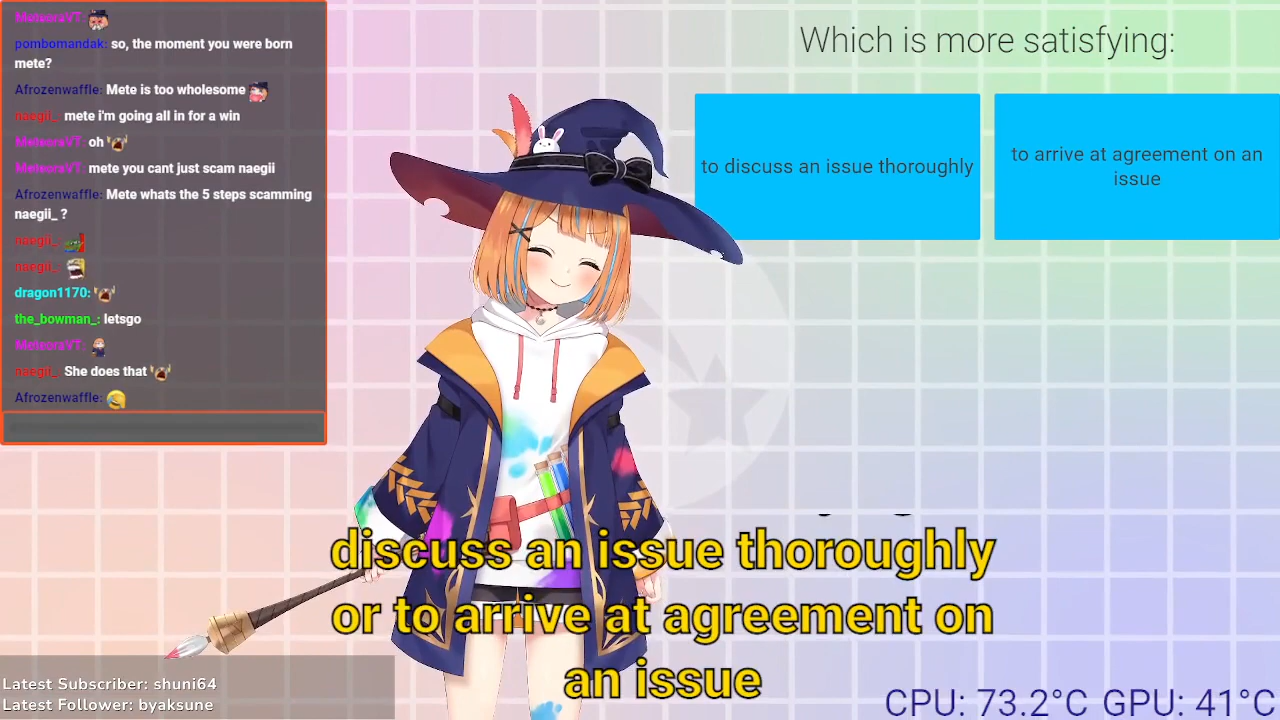 MeteoraVT:
pombomandak: so, the moment you were born
mete?
Afrozenwaffle: Mete is too wholesome
naegii_: mete i'm going all in for a win
MeteoraVT: oh
MeteoraVT: mete you cant just scam naegii
Afrozenwaffle: Mete whats the 5 steps scamming
naegii_ ?
naegii_:
naegii_:
dragon1170:
the_bowman_: letsgo
MeteoraVT:
naegii_: She does that
Afrozenwaffle:
Which is more satisfying:
to discuss an issue thoroughly
to arrive at agreement on an
issue
discuss an issue thoroughly
or to arrive at agreement on
an issue
Latest Subscriber: shuni64
Latest Follower: byaksune
CPU: 73.2°C GPU: 41°C